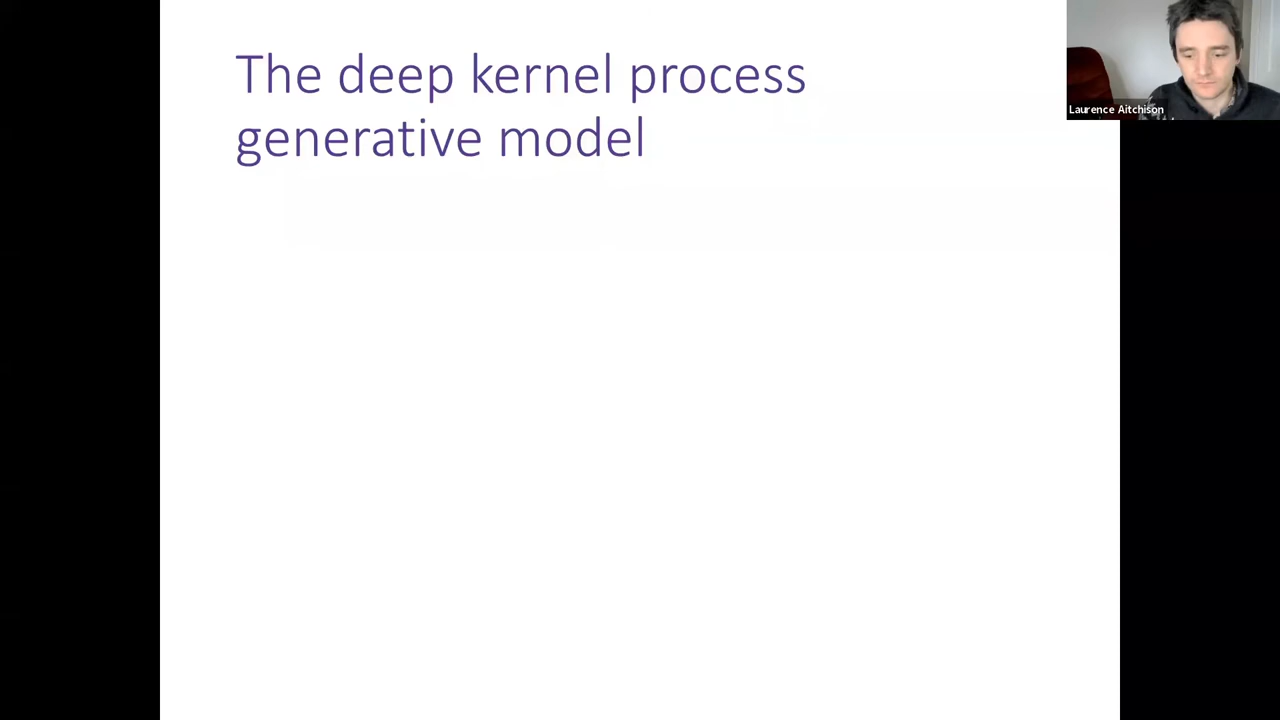 The deep kernel process
generative model
Laurence Aitchison